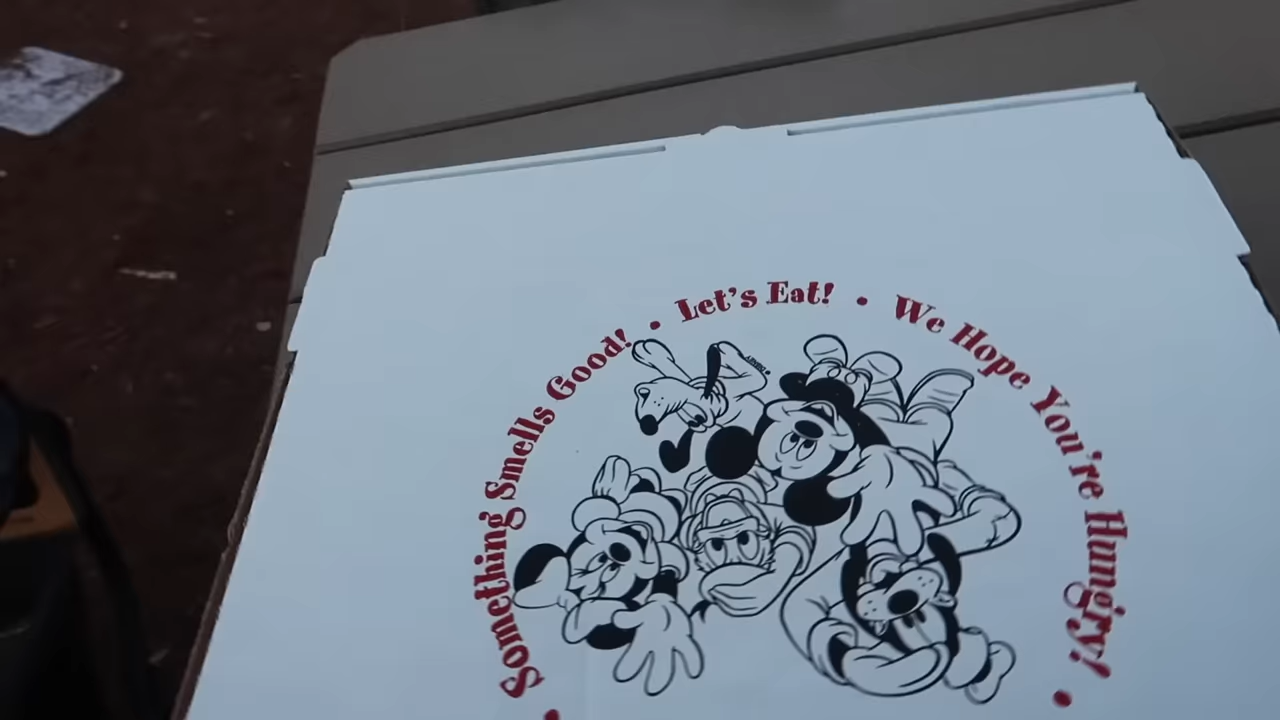 Something Smells Good! • Let's Eat! • We Hope You're Hungry! •